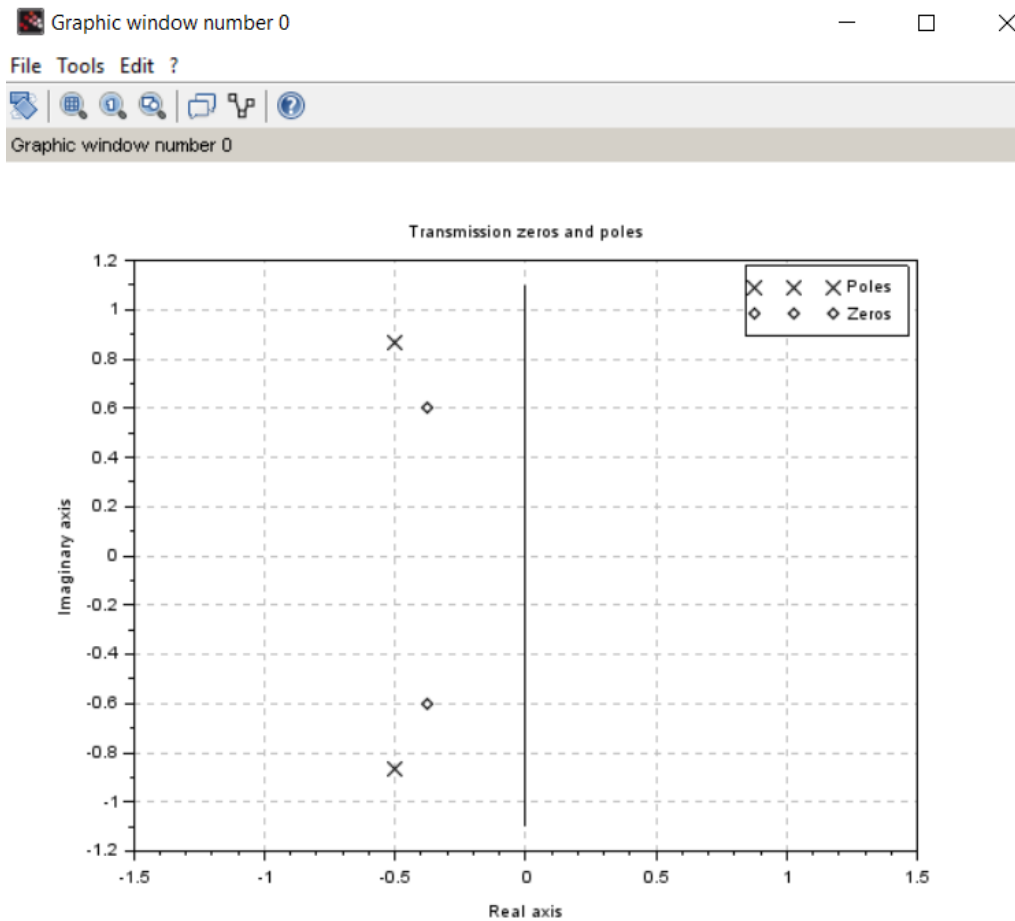 Graphic window number 0
File Tools Edit ?
Graphic window number 0
Transmission zeros and poles
Poles
Zeros
1.2
1
0.8
0.6
0.4
0.2
0
-0.2
-0.4
-0.6
-0.8
-1
-1.2
Imaginary axis
-1.5 -1 -0.5 0 0.5 1 1.5
Real axis